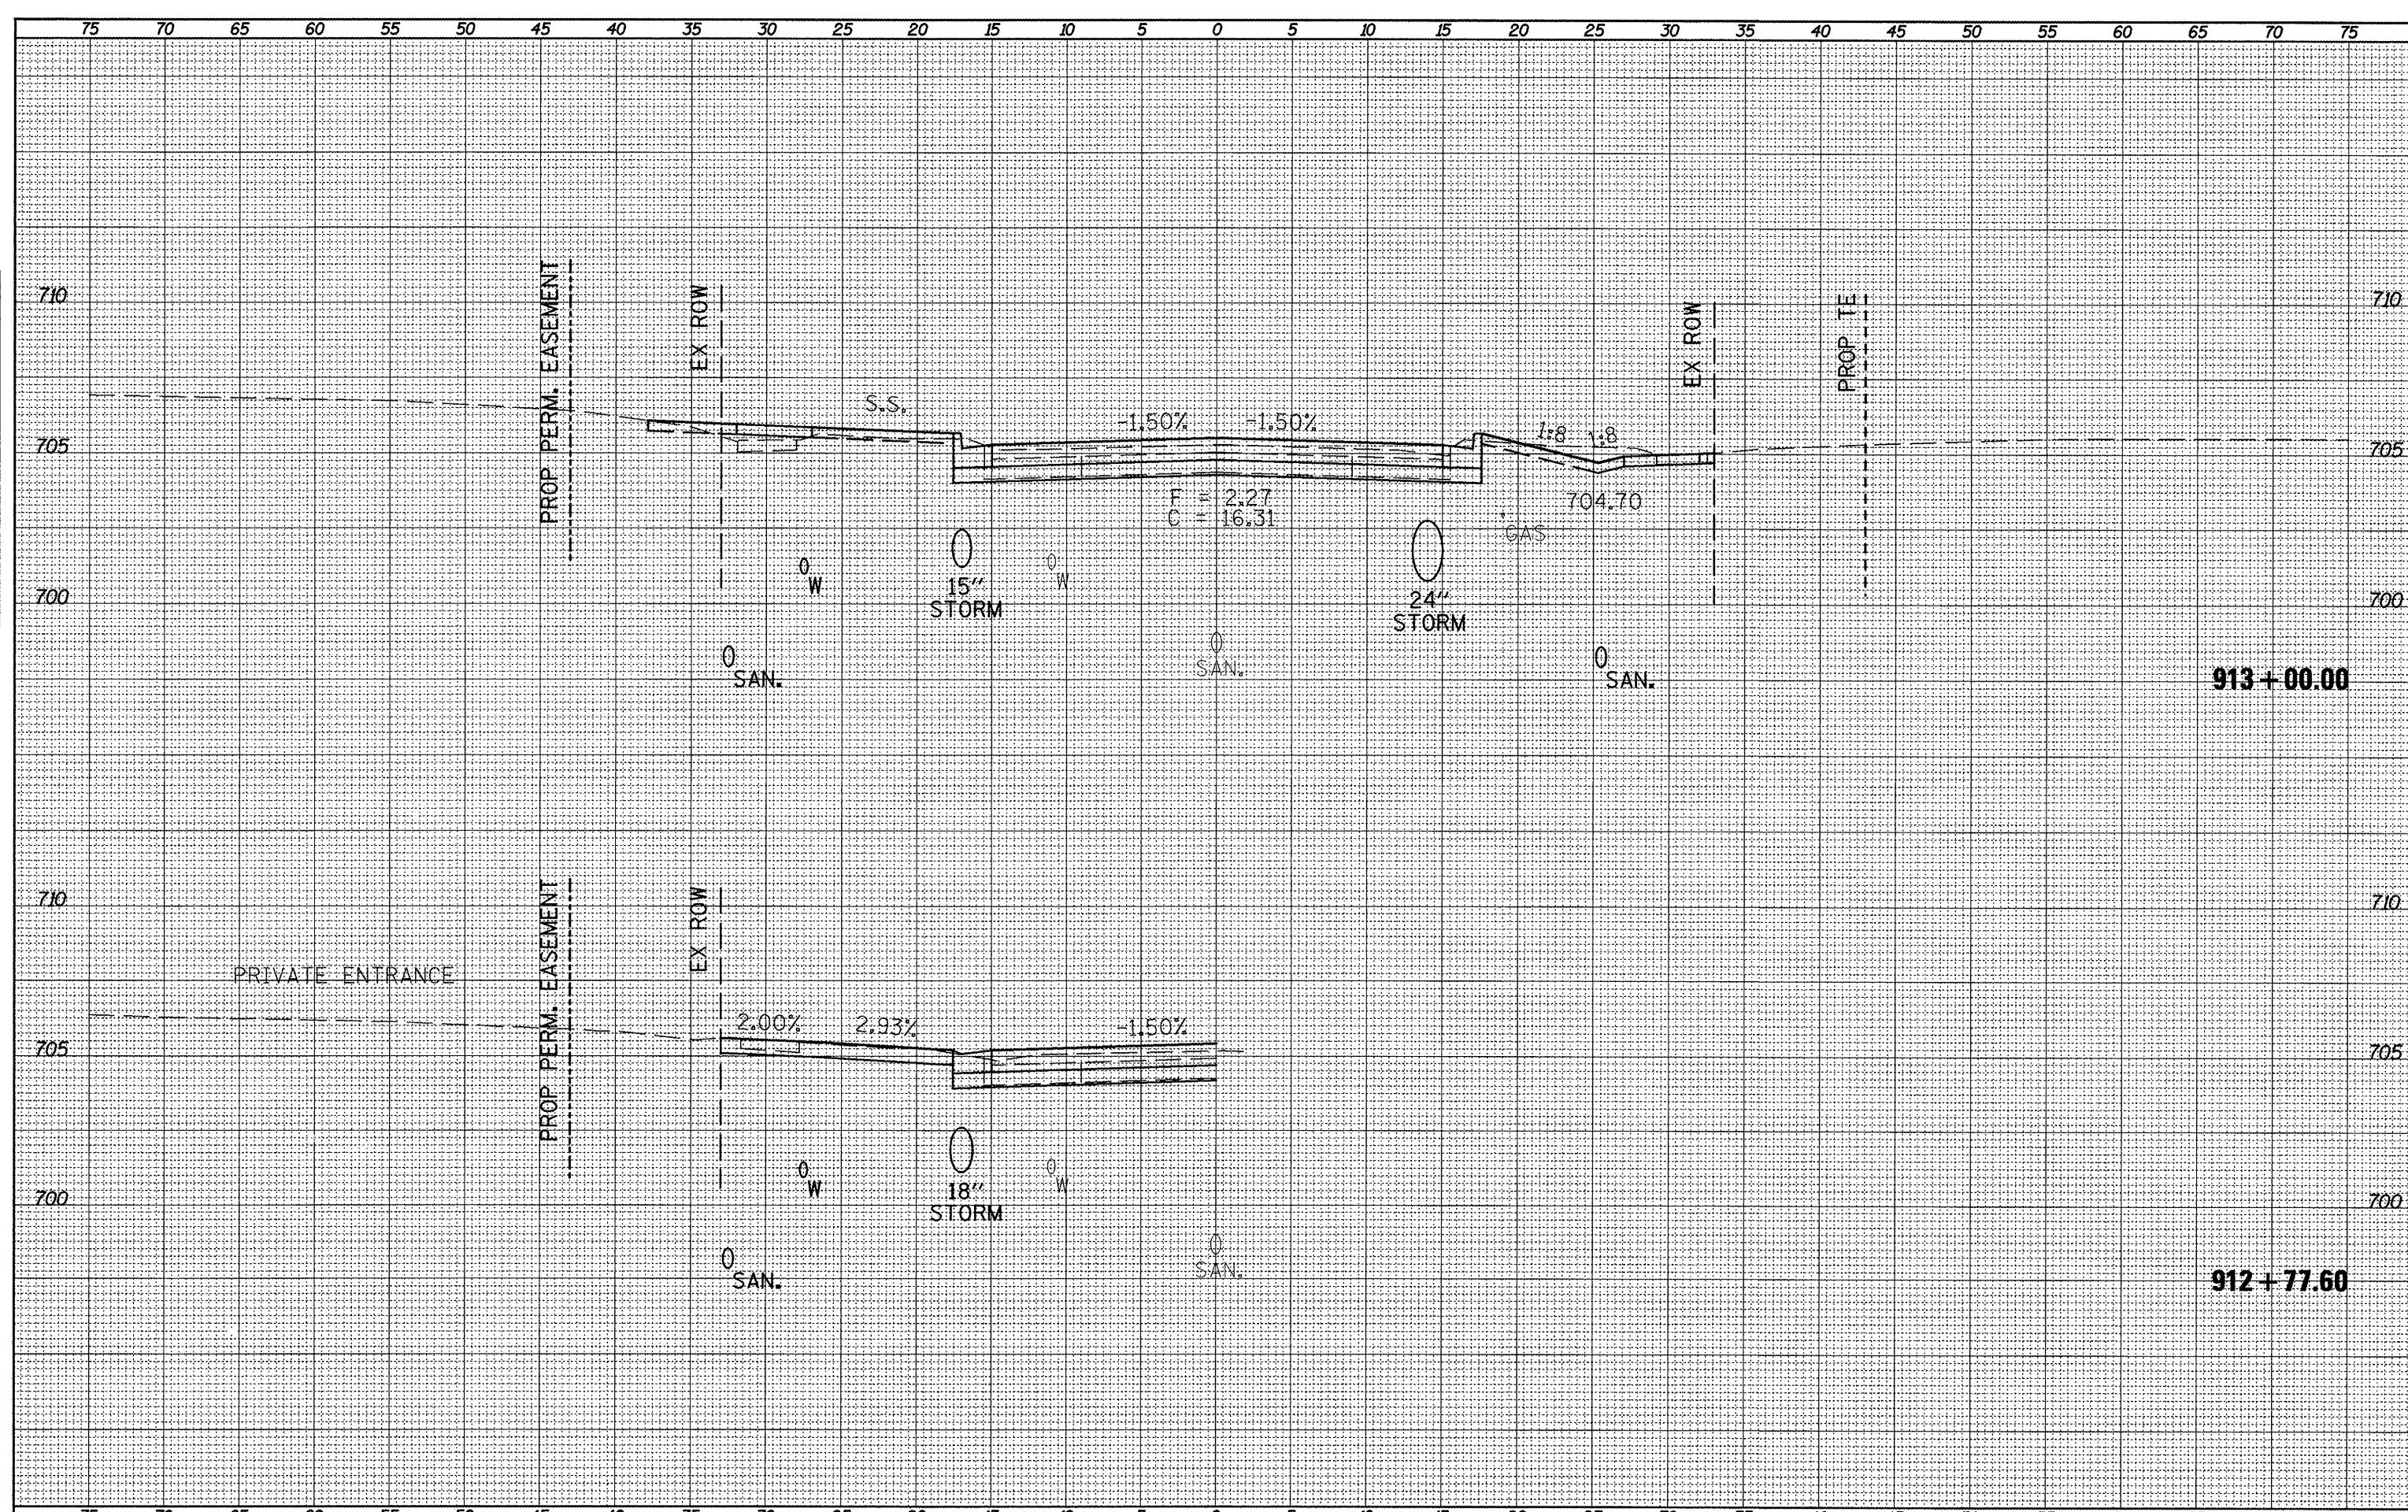 75 70 65 60 55 50 45 40 35 30 25 20 15 10 5 0 5 10 15 20 25 30 35 40 45 50 55 60 65 70 75
PROP PERM. EASEMENT
EX ROW
EX ROW
PROP TE
710 710
S.S. -1.50% -1.50% 1:8 1:8
705 705
F = 2.27
C = 16.31
704.70
GAS
W
15"
STORM
W
24"
STORM
700 700
SAN.
SAN.
SAN.
913+00.00
PROP PERM. EASEMENT
EX ROW
710 710
PRIVATE ENTRANCE
2.00% 2.93% -1.50%
705 705
W
18"
STORM
W
700 700
SAN.
SAN.
912+77.60